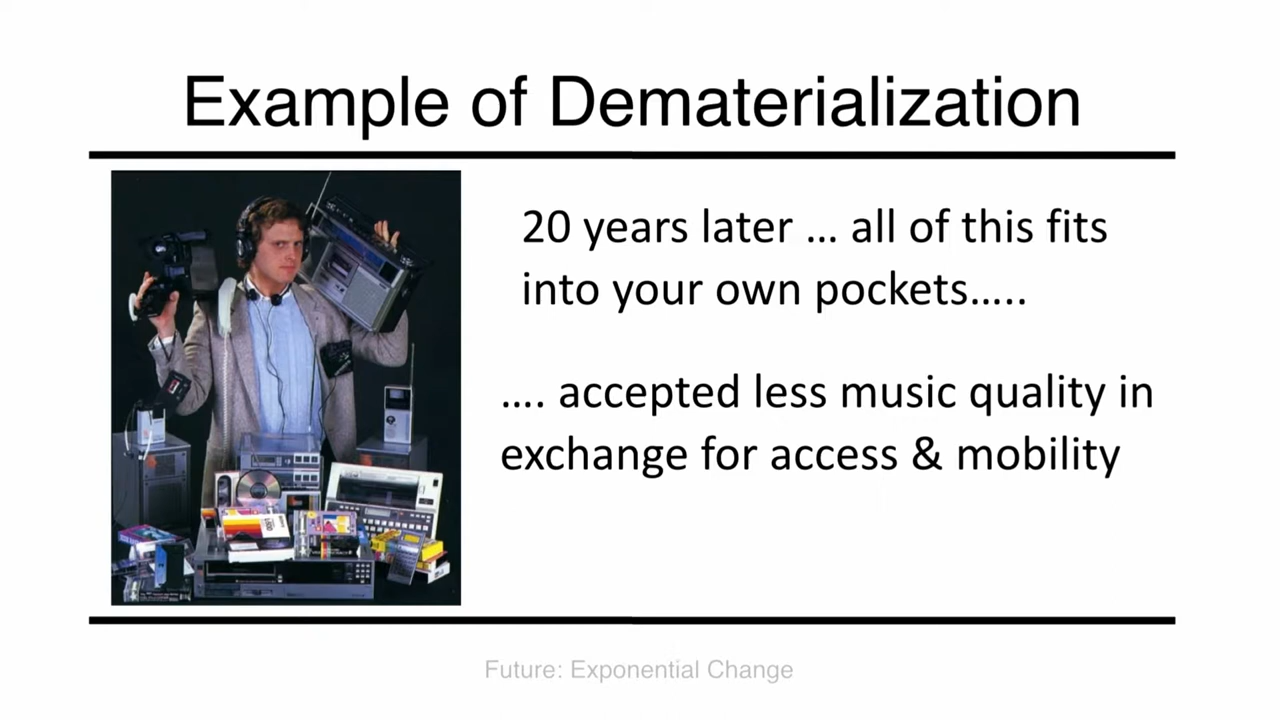 Example of Dematerialization
20 years later … all of this fits
into your own pockets…..
…. accepted less music quality in
exchange for access & mobility
Future: Exponential Change